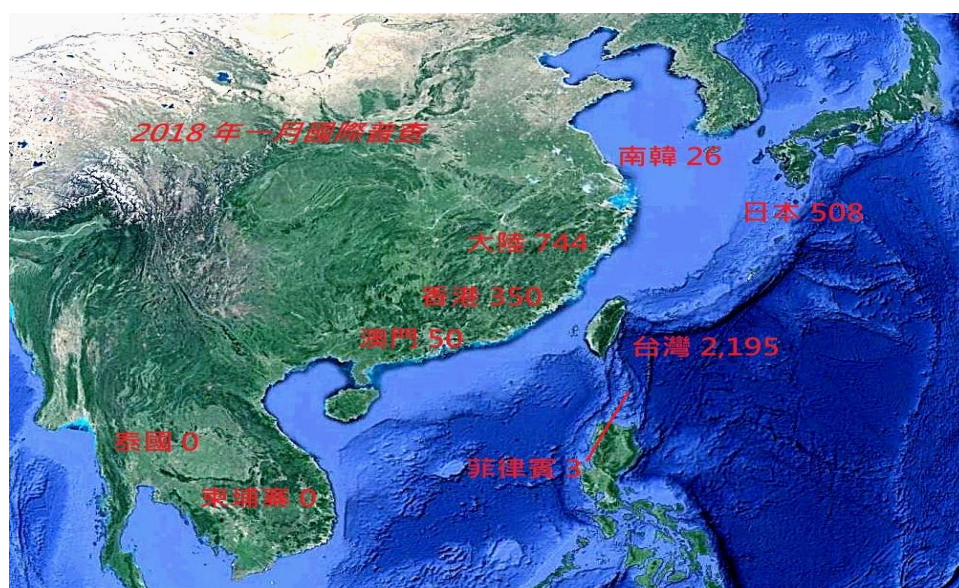 2018 年一月國際普查
南韓 26
日本 508
大陸 744
香港 350
澳門 50
台灣 2,195
泰國 0
菲律賓 3
柬埔寨 0